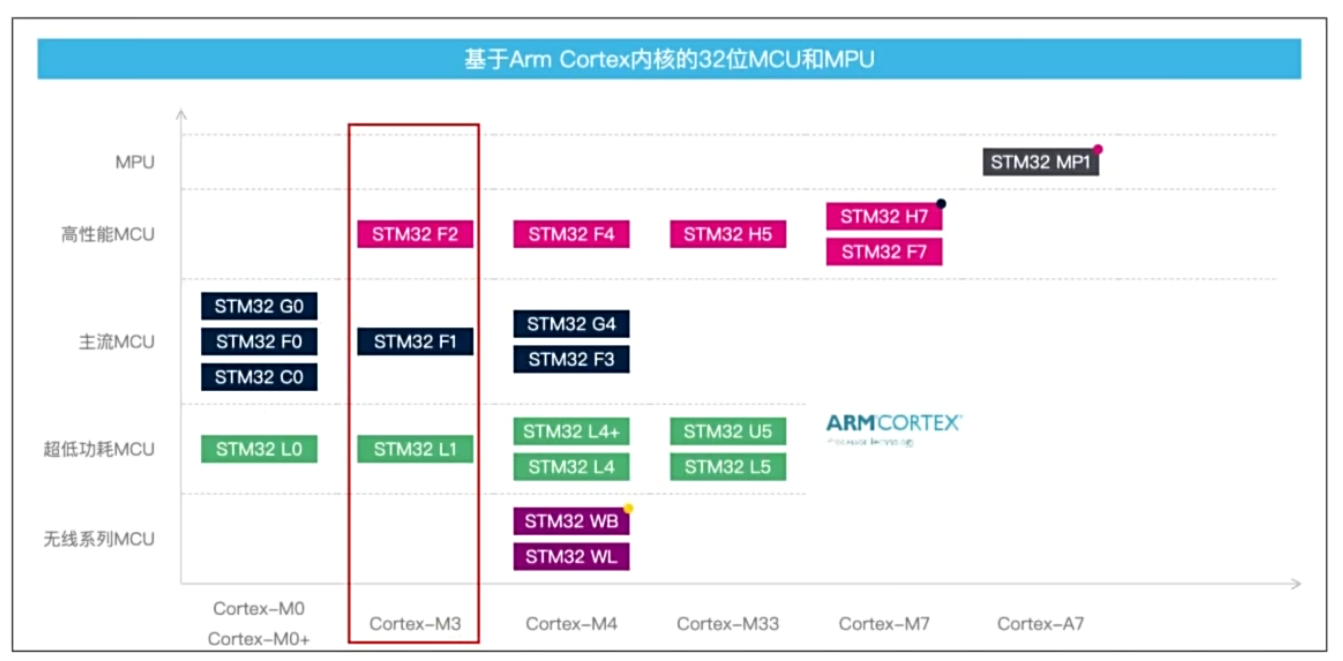 基于Arm Cortex内核的32位MCU和MPU
MPU
STM32 MP1
高性能MCU
STM32 F2
STM32 F4
STM32 H5
STM32 H7
STM32 F7
主流MCU
STM32 G0
STM32 F0
STM32 C0
STM32 F1
STM32 G4
STM32 F3
超低功耗MCU
STM32 L0
STM32 L1
STM32 L4+
STM32 L4
STM32 U5
STM32 L5
ARM CORTEX
无线系列MCU
STM32 WB
STM32 WL
Cortex-M0
Cortex-M0+
Cortex-M3
Cortex-M4
Cortex-M33
Cortex-M7
Cortex-A7